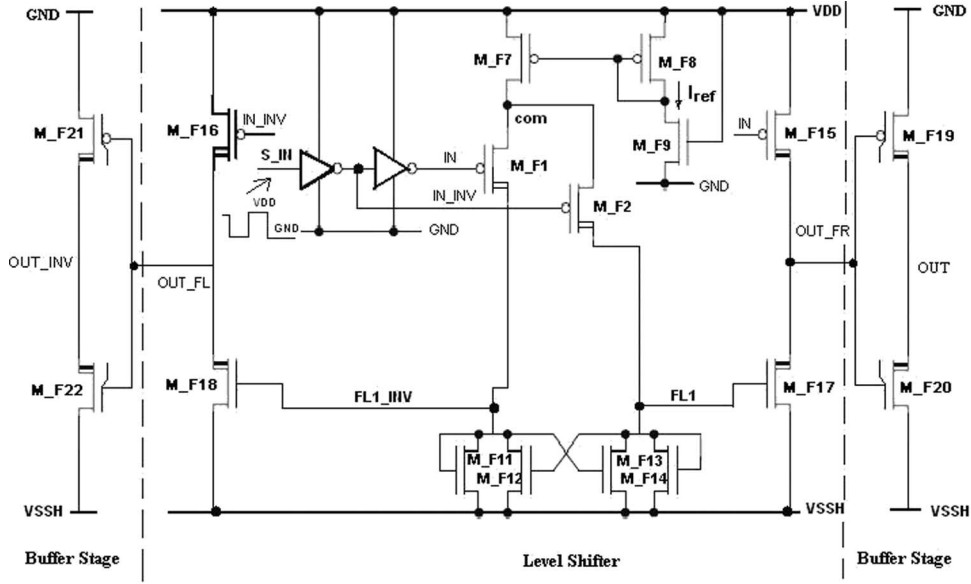 GND
VDD
GND
M_F7
M_F8
I_ref
M_F21
M_F16
IN_INV
com
IN
M_F15
M_F19
S_IN
IN
M_F1
M_F9
VDD
IN_INV
M_F2
GND
GND
GND
OUT_FR
OUT_INV
OUT_FL
OUT
M_F22
M_F18
M_F17
M_F20
FL1_INV
FL1
M_F11
M_F12
M_F13
M_F14
VSSH
VSSH
VSSH
Buffer Stage
Level Shifter
Buffer Stage